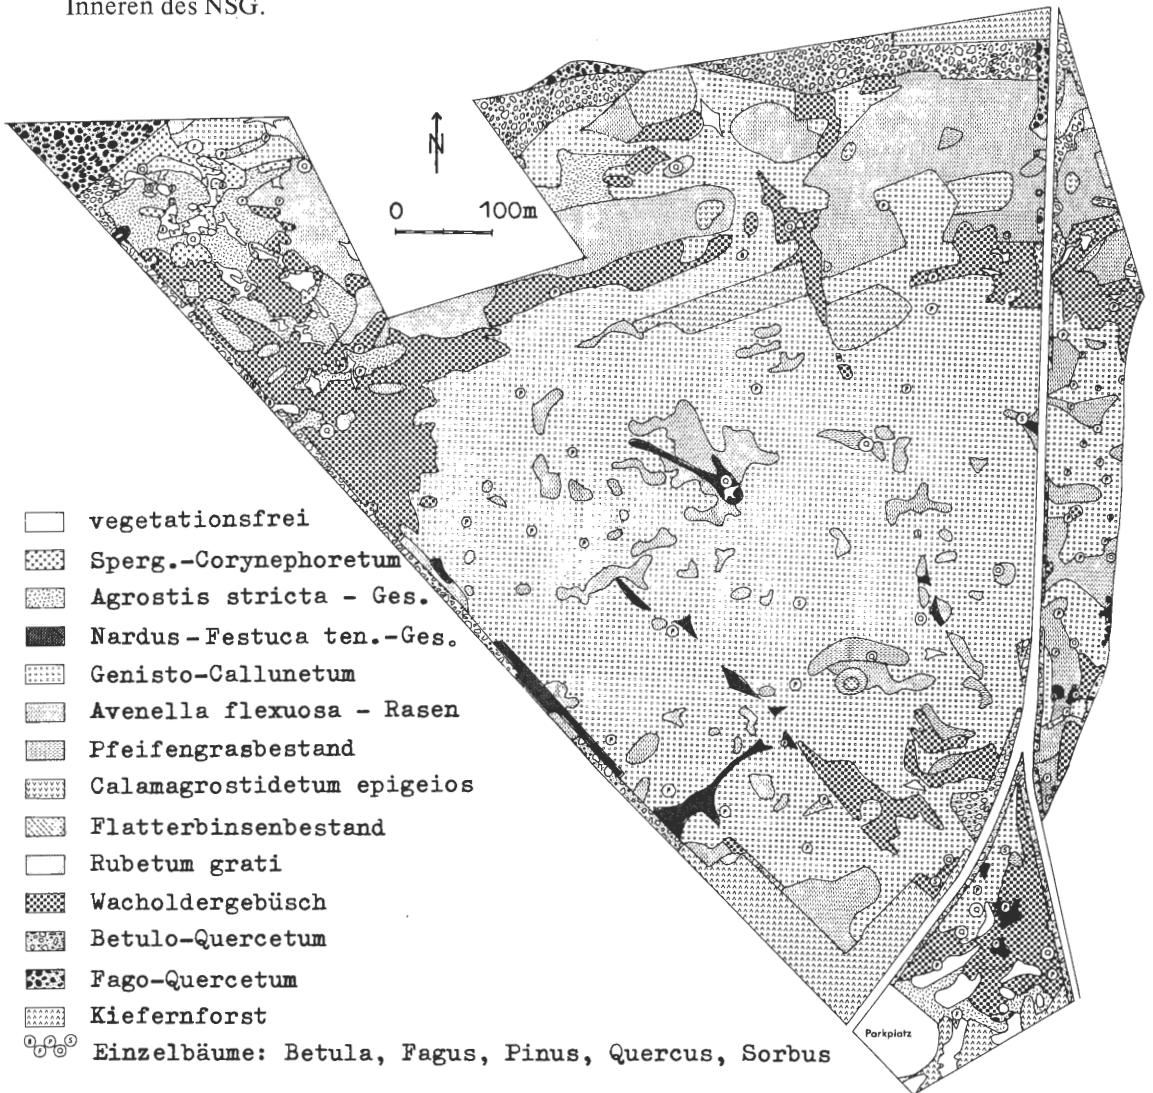 Inneren des NSG.
N
0 100m
vegetationsfrei
Sperg.-Corynephoretum
Agrostis stricta - Ges.
Nardus-Festuca ten.-Ges.
Genisto-Callunetum
Avenella flexuosa - Rasen
Pfeifengrasbestand
Calamagrostidetum epigeios
Flatterbinsenbestand
Rubetum grati
Wacholdergebüsch
Betulo-Quercetum
Fago-Quercetum
Kiefernforst
Einzelbäume: Betula, Fagus, Pinus, Quercus, Sorbus
Parkplatz